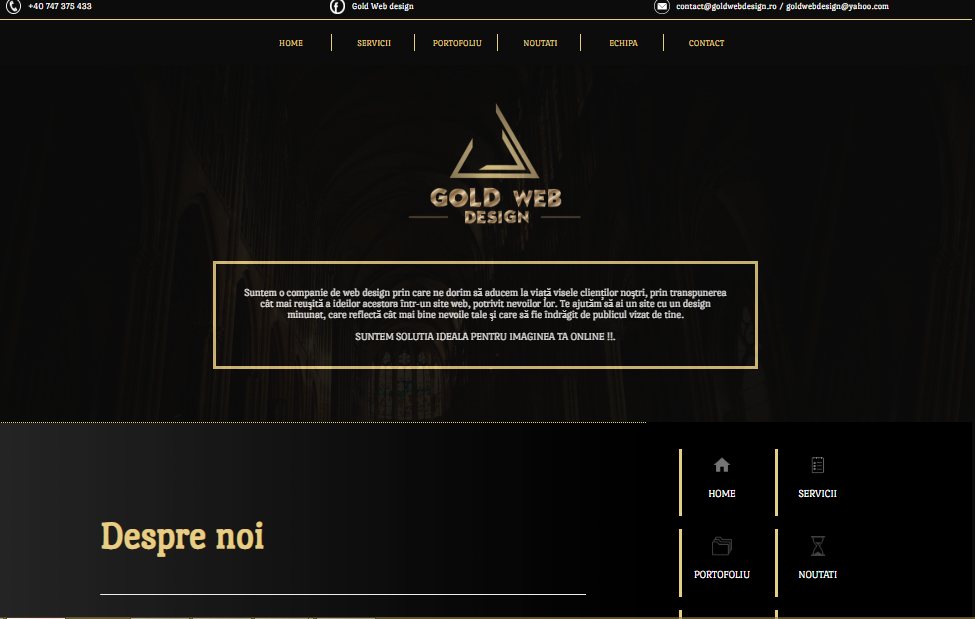 +40 747 375 433
Gold Web design
contact@goldwebdesign.ro / goldwebdesign@yahoo.com
HOME
SERVICII
PORTOFOLIU
NOUTATI
ECHIPA
CONTACT
GOLD WEB
DESIGN
Suntem o companie de web design prin care ne dorim să aducem la viață visele clienților noștri, prin transpunerea
cât mai reușită a ideilor acestora într-un site web, potrivit nevoilor lor. Te ajutăm să ai un site cu un design
minunat, care reflectă cât mai bine nevoile tale și care să fie îndrăgit de publicul vizat de tine.
SUNTEM SOLUTIA IDEALA PENTRU IMAGINEA TA ONLINE !!.
Despre noi
HOME
SERVICII
PORTOFOLIU
NOUTATI